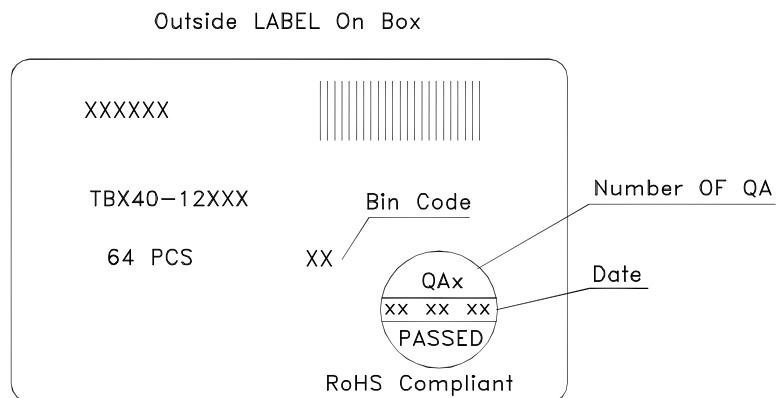 Outside LABEL On Box
XXXXXX
TBX40-12XXX
Bin Code
Number OF QA
64 PCS
XX
QAx
Date
xx xx xx
PASSED
RoHS Compliant